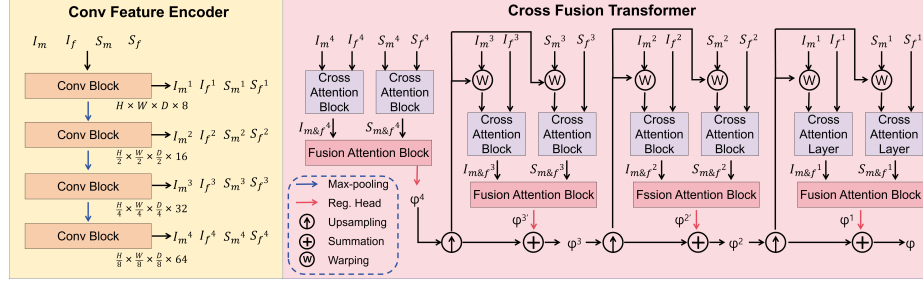 Conv Feature Encoder
I_m I_f S_m S_f
Conv Block
I_m^1 I_f^1 S_m^1 S_f^1
H × W × D × 8
Conv Block
I_m^2 I_f^2 S_m^2 S_f^2
H/2 × W/2 × D/2 × 16
Conv Block
I_m^3 I_f^3 S_m^3 S_f^3
H/4 × W/4 × D/4 × 32
Conv Block
I_m^4 I_f^4 S_m^4 S_f^4
H/8 × W/8 × D/8 × 64
Cross Fusion Transformer
I_m^4 I_f^4 S_m^4 S_f^4
Cross
Attention
Block
Cross
Attention
Block
I_m&f^4 S_m&f^4
Fusion Attention Block
φ^4
Max-pooling
Reg. Head
Upsampting
Summation
W Warping
I_m^3 I_f^3 S_m^3 S_f^3
W W
Cross
Attention
Block
Cross
Attention
Block
I_m&f^3 S_m&f^3
Fusion Attention Block
φ^3'
φ^3
I_m^2 I_f^2 S_m^2 S_f^2
W W
Cross
Attention
Block
Cross
Attention
Block
I_m&f^2 S_m&f^2
Fssion Attention Block
φ^2'
φ^2
I_m^1 I_f^1 S_m^1 S_f^1
W W
Cross
Attention
Layer
Cross
Attention
Layer
I_m&f^1 S_m&f^1
Fusion Attention Block
φ^1
φ